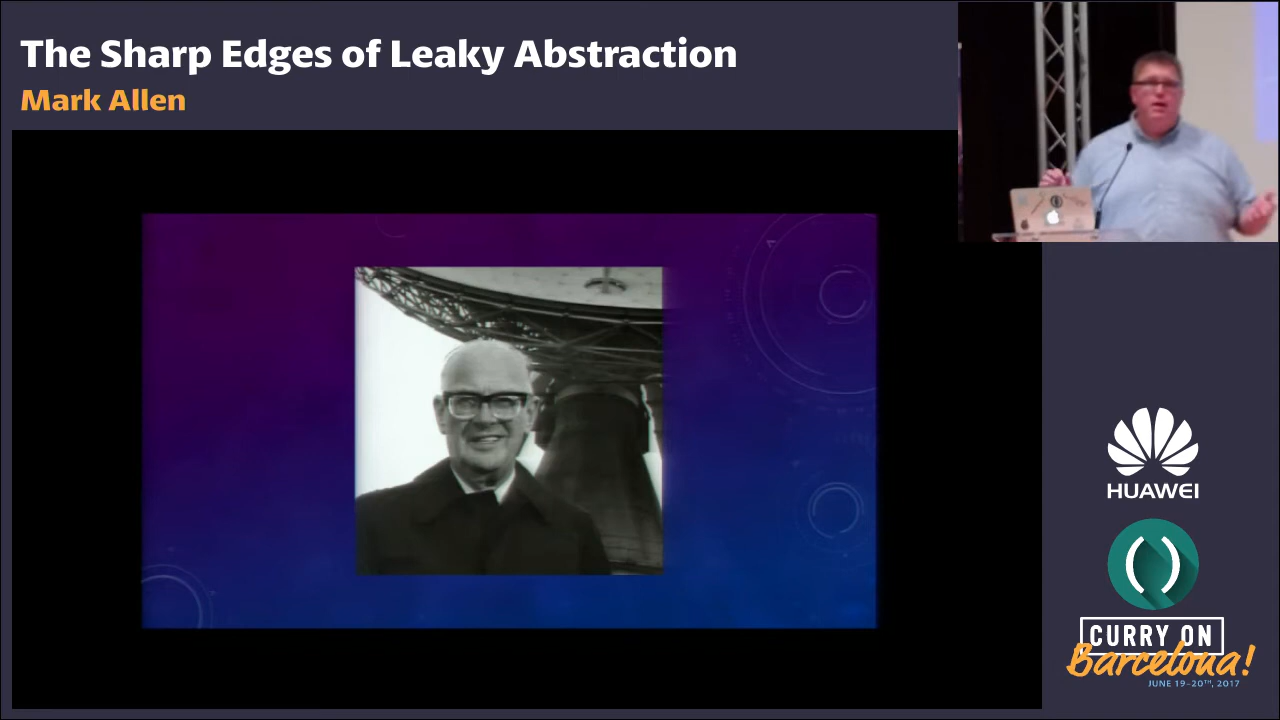 The Sharp Edges of Leaky Abstraction
Mark Allen
HUAWEI
CURRY ON
Barcelona!
JUNE 19-20TH, 2017